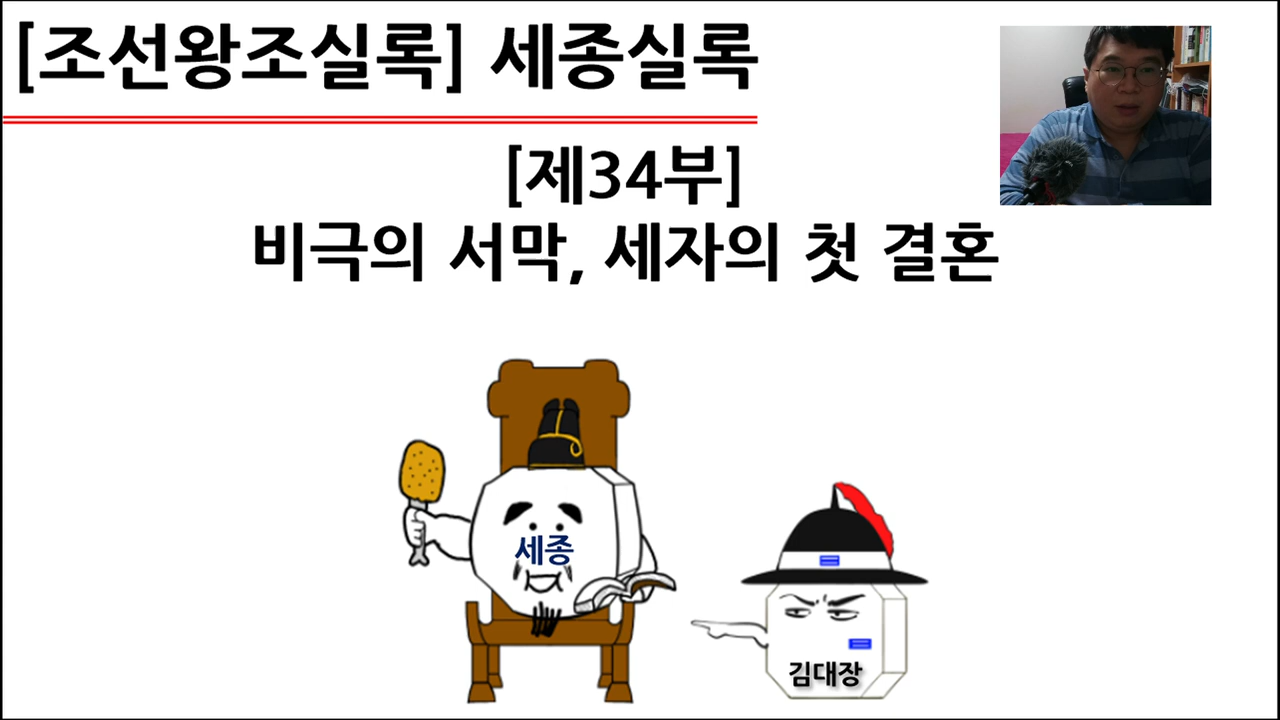 [조선왕조실록] 세종실록
[제34부]
비극의 서막, 세자의 첫 결혼
세종
김대장